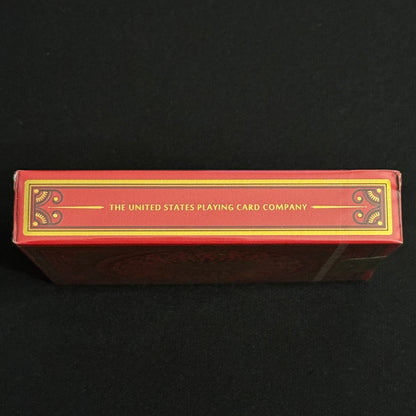 THE UNITED STATES PLAYING CARD COMPANY